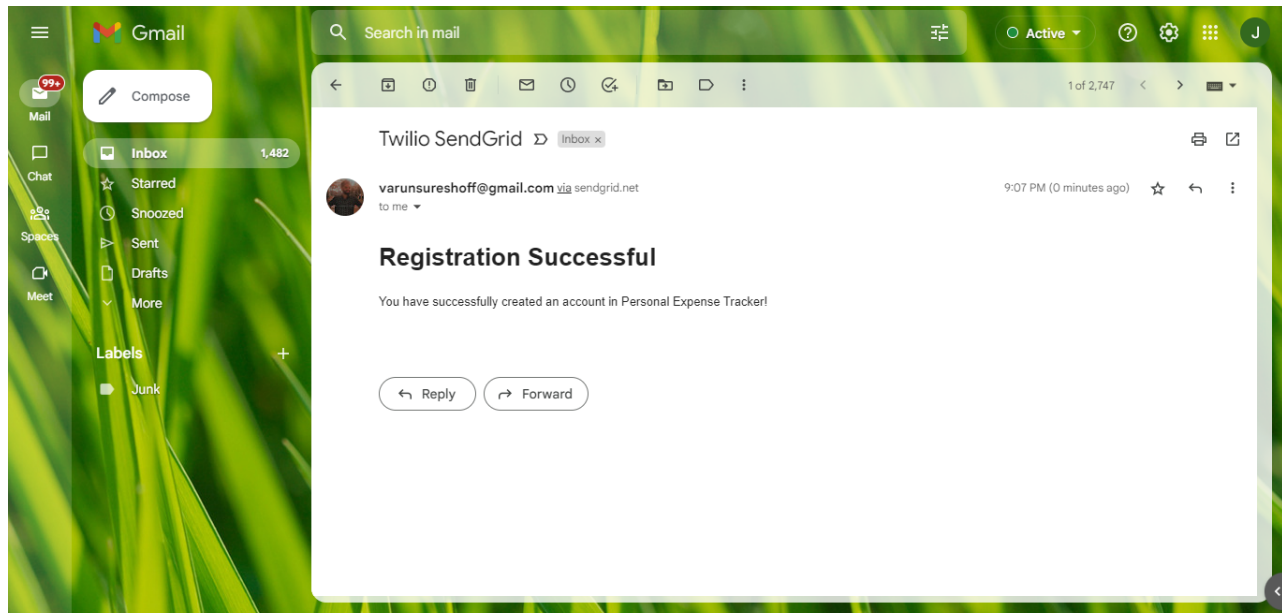 Gmail
Search in mail
Active
J
99+
Mail
Compose
1 of 2,747
Inbox 1,482
Twilio SendGrid Inbox ×
Chat
Starred
varunsureshoff@gmail.com via sendgrid.net 9:07 PM (0 minutes ago)
to me
Snoozed
Spaces
Sent
Registration Successful
Drafts
Meet
More
You have successfully created an account in Personal Expense Tracker!
Labels +
Junk
Reply Forward